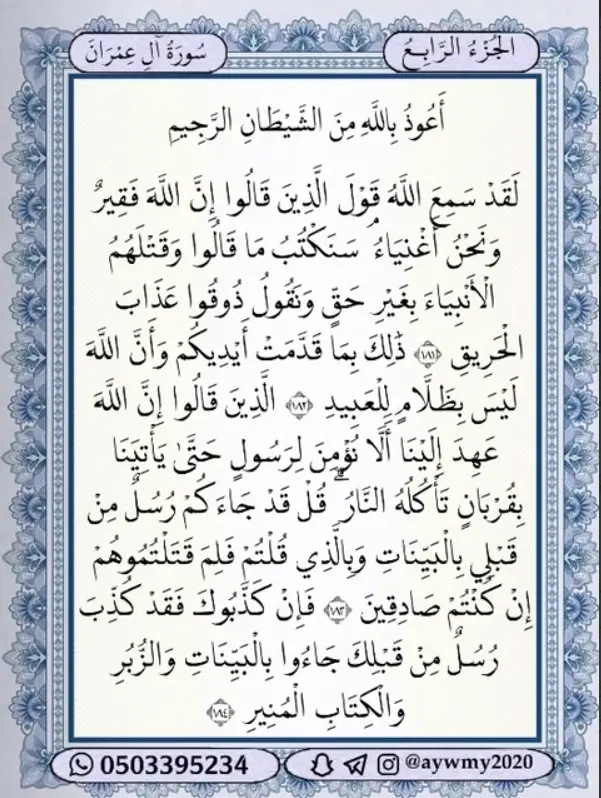 الجُزْءُ الرَّابِعُ
سُورَةُ آلِ عِمْرَانَ
أَعُوذُ بِاللَّهِ مِنَ الشَّيْطَانِ الرَّجِيمِ
لَقَدْ سَمِعَ اللَّهُ قَوْلَ الَّذِينَ قَالُوا إِنَّ اللَّهَ فَقِيرٌ
وَنَحْنُ أَغْنِيَاءُ ۘ سَنَكْتُبُ مَا قَالُوا وَقَتْلَهُمُ
الْأَنْبِيَاءَ بِغَيْرِ حَقٍّ وَنَقُولُ ذُوقُوا عَذَابَ
الْحَرِيقِ ﴿١٨١﴾ ذَٰلِكَ بِمَا قَدَّمَتْ أَيْدِيكُمْ وَأَنَّ اللَّهَ
لَيْسَ بِظَلَّامٍ لِلْعَبِيدِ ﴿١٨٢﴾ الَّذِينَ قَالُوا إِنَّ اللَّهَ
عَهِدَ إِلَيْنَا أَلَّا نُؤْمِنَ لِرَسُولٍ حَتَّىٰ يَأْتِيَنَا
بِقُرْبَانٍ تَأْكُلُهُ النَّارُ ۗ قُلْ قَدْ جَاءَكُمْ رُسُلٌ مِنْ
قَبْلِي بِالْبَيِّنَاتِ وَبِالَّذِي قُلْتُمْ فَلِمَ قَتَلْتُمُوهُمْ
إِنْ كُنْتُمْ صَادِقِينَ ﴿١٨٣﴾ فَإِنْ كَذَّبُوكَ فَقَدْ كُذِّبَ
رُسُلٌ مِنْ قَبْلِكَ جَاءُوا بِالْبَيِّنَاتِ وَالزُّبُرِ
وَالْكِتَابِ الْمُنِيرِ ﴿١٨٤﴾
0503395234
@aywmy2020